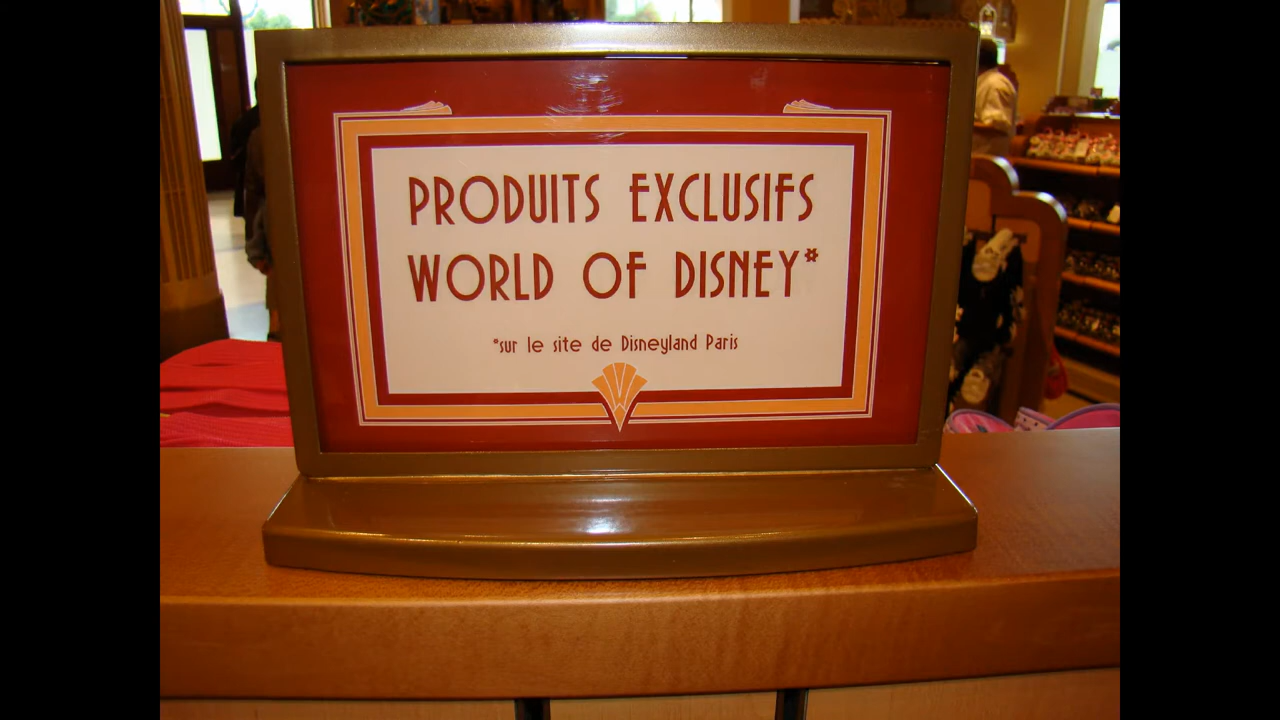 PRODUITS EXCLUSIFS
WORLD OF DISNEY*
*sur le site de Disneyland Paris